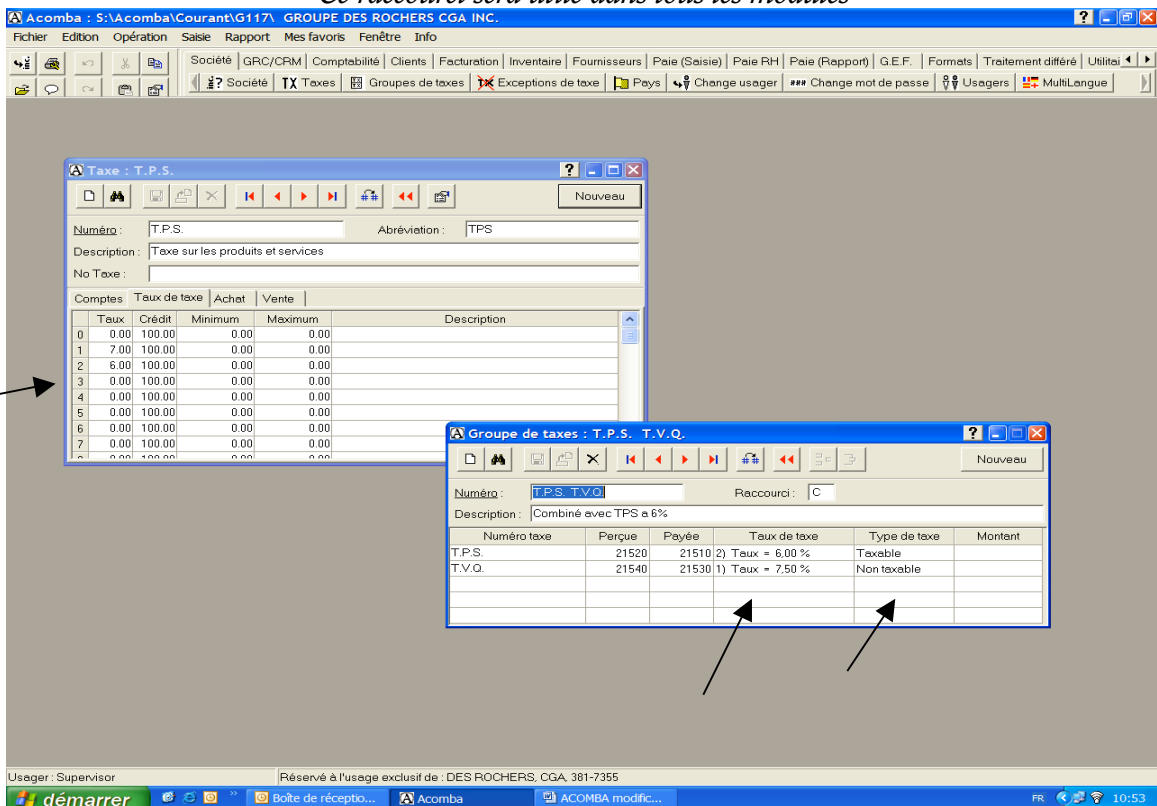 Ce raccourci sera utile dans tous les modules
Acomba : S:\Acomba\Courant\G117\ GROUPE DES ROCHERS CGA INC.
Fichier Edition Opération Saisie Rapport Mes favoris Fenêtre Info
Société GRC/CRM Comptabilité Clients Facturation Inventaire Fournisseurs Paie (Saisie) Paie RH Paie (Rapport) G.E.F. Formats Traitement différé Utilitai
Société TX Taxes Groupes de taxes Exceptions de taxe Pays Change usager Change mot de passe Usagers MultiLangue
Taxe : T.P.S.
Nouveau
Numéro : T.P.S. Abréviation : TPS
Description : Taxe sur les produits et services
No Taxe :
Comptes Taux de taxe Achat Vente
Taux Crédit Minimum Maximum Description
0 0.00 100.00 0.00 0.00
1 7.00 100.00 0.00 0.00
2 6.00 100.00 0.00 0.00
3 0.00 100.00 0.00 0.00
4 0.00 100.00 0.00 0.00
5 0.00 100.00 0.00 0.00
6 0.00 100.00 0.00 0.00
7 0.00 100.00 0.00 0.00
Groupe de taxes : T.P.S. T.V.Q.
Nouveau
Numéro : T.P.S. T.V.Q. Raccourci : C
Description : Combiné avec TPS a 6%
Numéro taxe Perçue Payée Taux de taxe Type de taxe Montant
T.P.S. 21520 21510 2) Taux = 6,00 % Taxable
T.V.Q. 21540 21530 1) Taux = 7,50 % Non taxable
Usager : Supervisor Réservé à l'usage exclusif de : DES ROCHERS, CGA, 381-7355
démarrer Boîte de réceptio... Acomba ACOMBA modific... FR 10:53